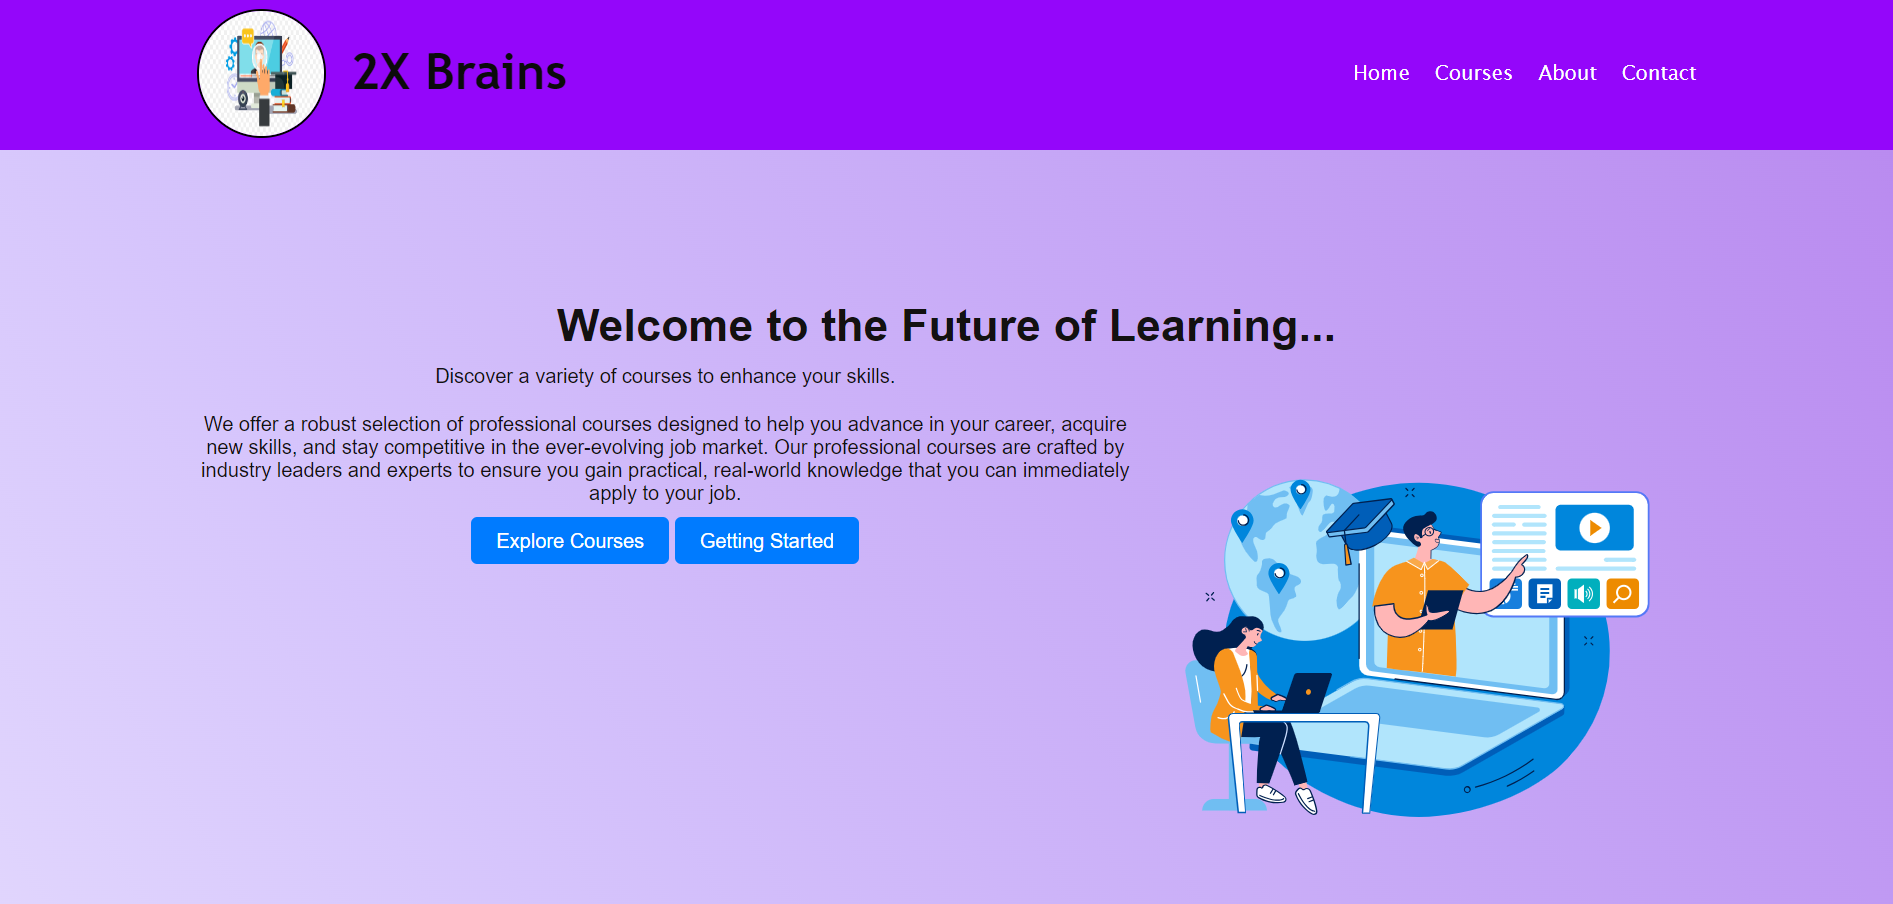 2X Brains
Home Courses About Contact
Welcome to the Future of Learning...
Discover a variety of courses to enhance your skills.
We offer a robust selection of professional courses designed to help you advance in your career, acquire
new skills, and stay competitive in the ever-evolving job market. Our professional courses are crafted by
industry leaders and experts to ensure you gain practical, real-world knowledge that you can immediately
apply to your job.
Explore Courses Getting Started